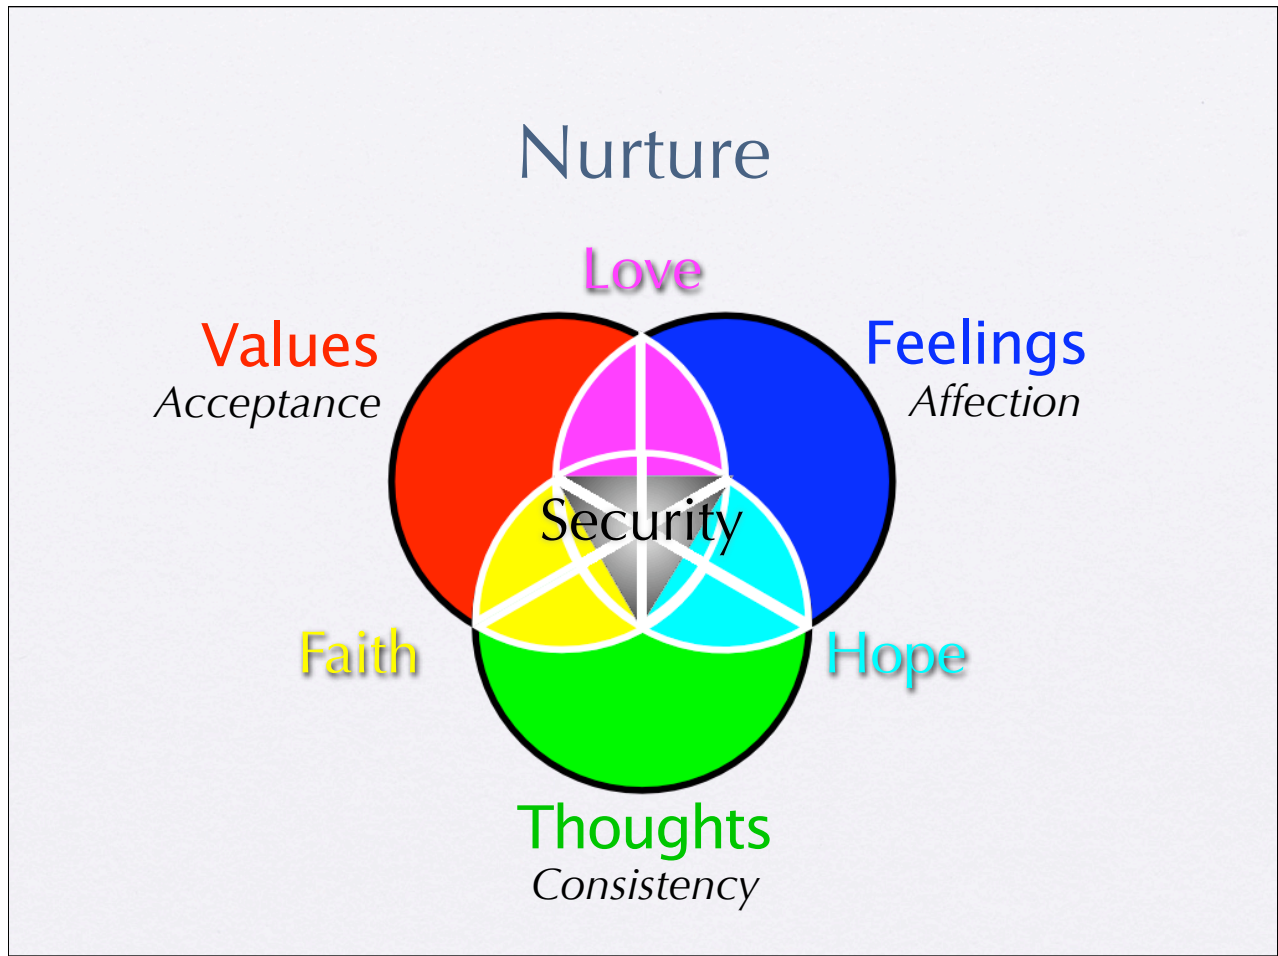 Nurture
Love
Values
Acceptance
Feelings
Affection
Security
Faith
Hope
Thoughts
Consistency